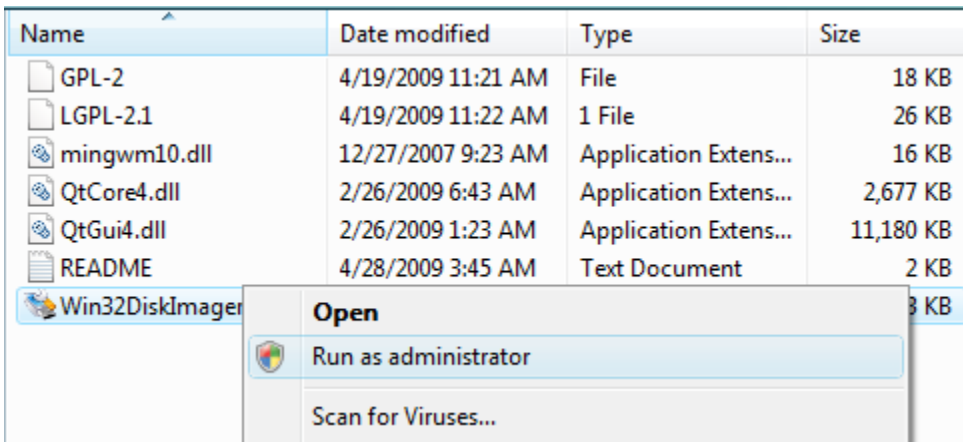 Name Date modified Type Size
GPL-2 4/19/2009 11:21 AM File 18 KB
LGPL-2.1 4/19/2009 11:22 AM 1 File 26 KB
mingwm10.dll 12/27/2007 9:23 AM Application Extens... 16 KB
QtCore4.dll 2/26/2009 6:43 AM Application Extens... 2,677 KB
QtGui4.dll 2/26/2009 1:23 AM Application Extens... 11,180 KB
README 4/28/2009 3:45 AM Text Document 2 KB
Win32DiskImager KB
Open
Run as administrator
Scan for Viruses...